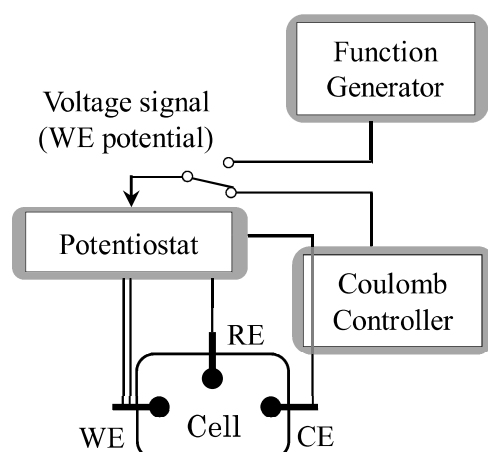 Function
Generator
Voltage signal
(WE potential)
Potentiostat
Coulomb
Controller
RE
WE
Cell
CE